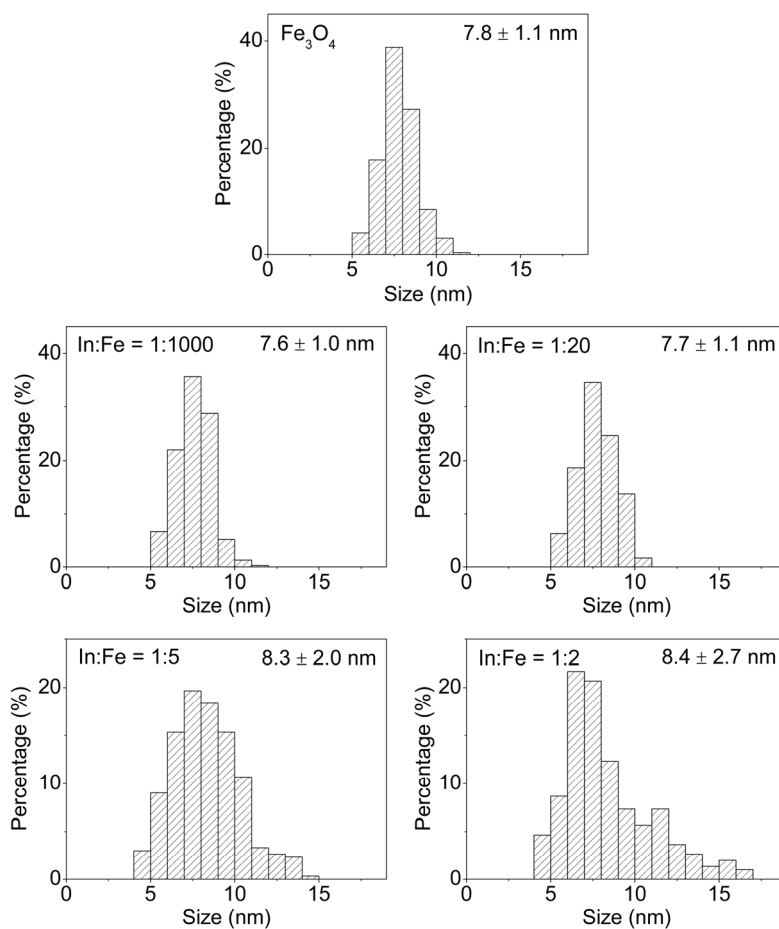 Fe₃O₄ 7.8 ± 1.1 nm
40
20
0
Percentage (%)
0 5 10 15
Size (nm)
In:Fe = 1:1000 7.6 ± 1.0 nm
40
20
0
Percentage (%)
0 5 10 15
Size (nm)
In:Fe = 1:20 7.7 ± 1.1 nm
40
20
0
Percentage (%)
0 5 10 15
Size (nm)
In:Fe = 1:5 8.3 ± 2.0 nm
20
10
0
Percentage (%)
0 5 10 15
Size (nm)
In:Fe = 1:2 8.4 ± 2.7 nm
20
10
0
Percentage (%)
0 5 10 15
Size (nm)